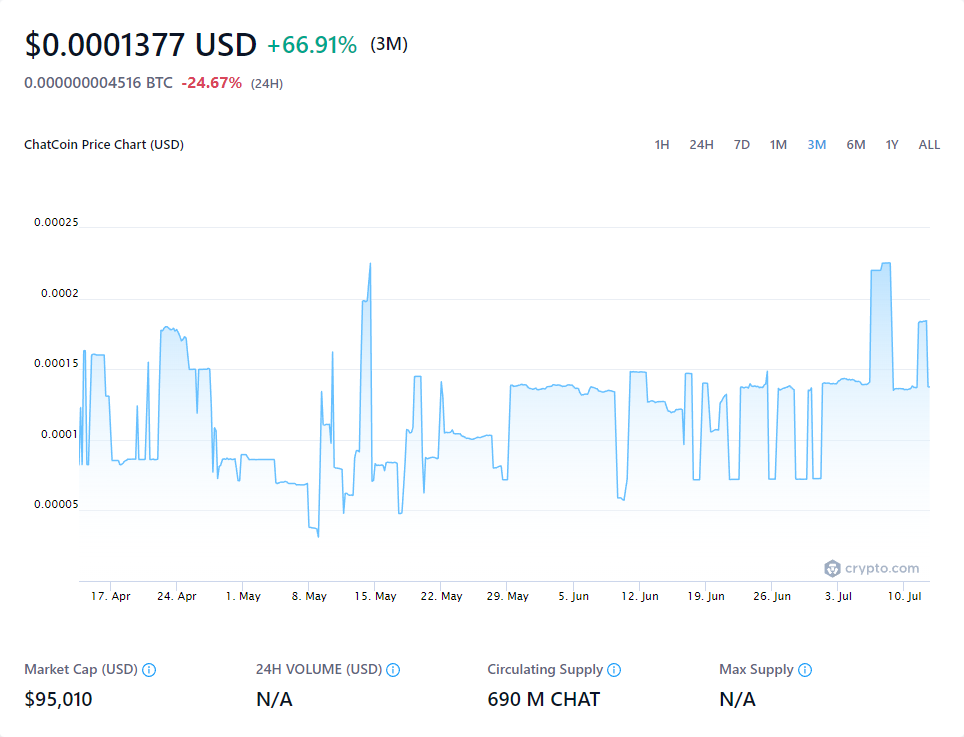 $0.0001377 USD +66.91% (3M)
0.000000004516 BTC -24.67% (24H)
ChatCoin Price Chart (USD) 1H 24H 7D 1M 3M 6M 1Y ALL
0.00025
0.0002
0.00015
0.0001
0.00005
crypto.com
17. Apr 24. Apr 1. May 8. May 15. May 22. May 29. May 5. Jun 12. Jun 19. Jun 26. Jun 3. Jul 10. Jul
Market Cap (USD) 24H VOLUME (USD) Circulating Supply Max Supply
$95,010 N/A 690 M CHAT N/A